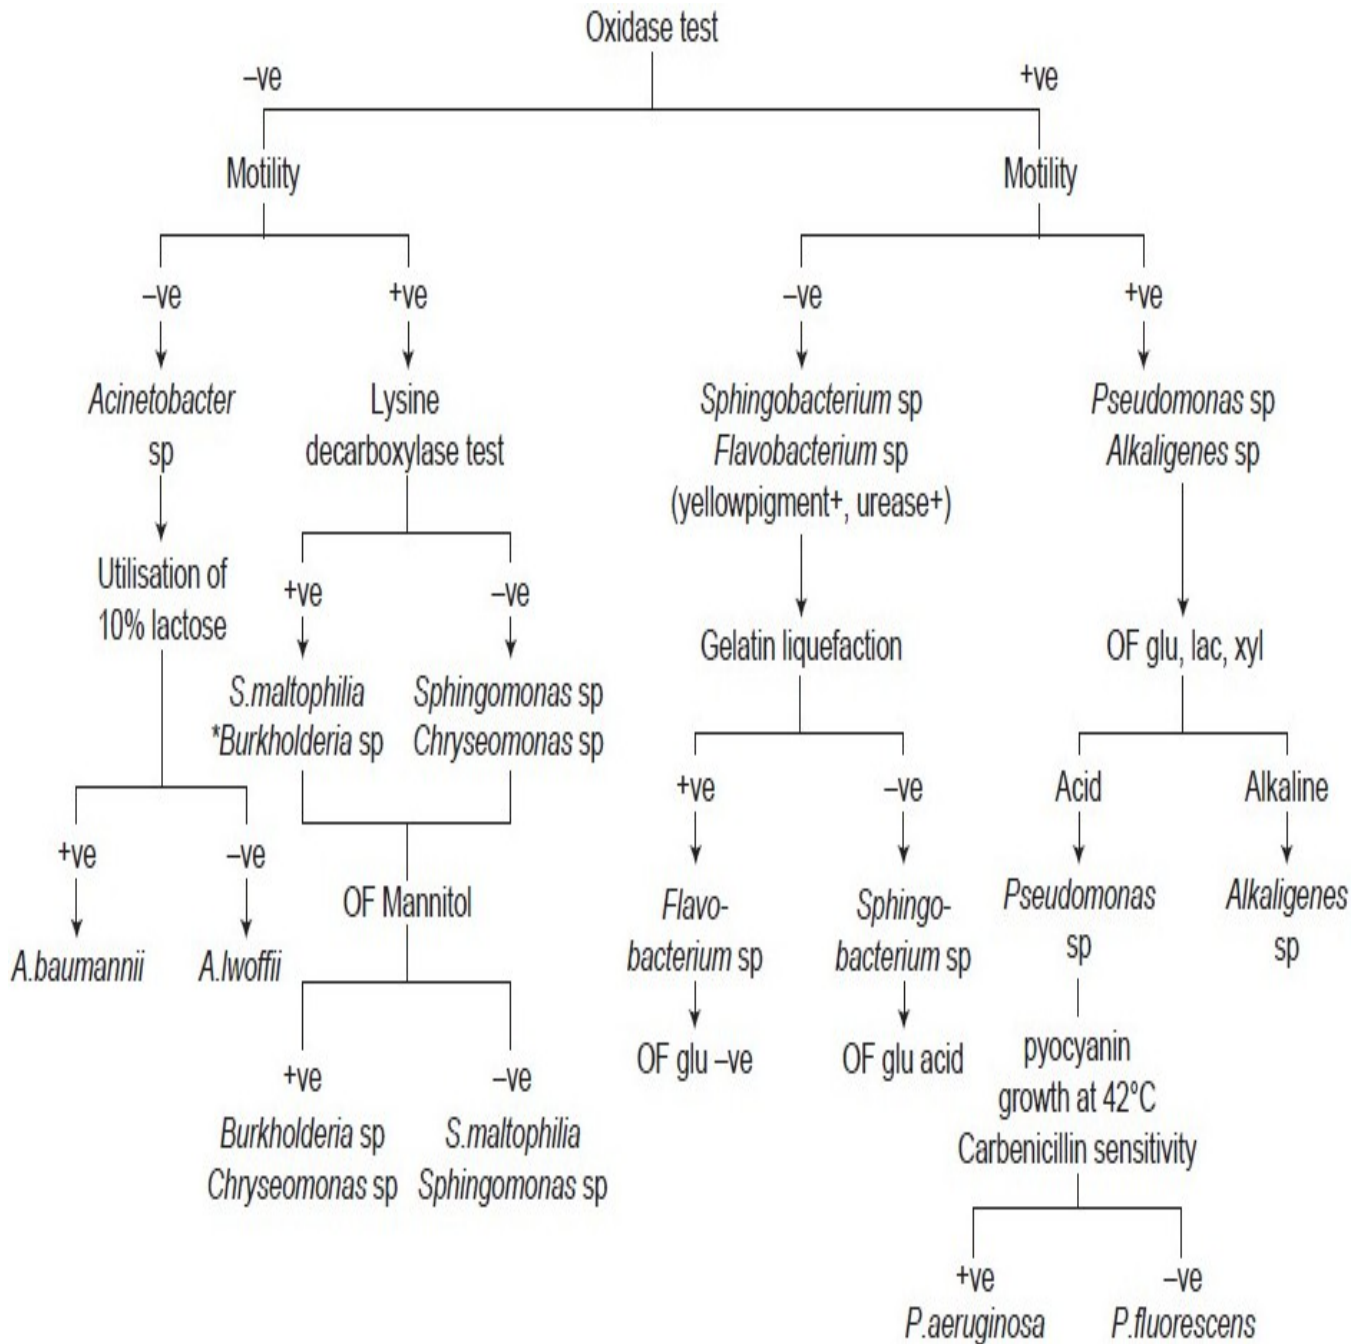 Oxidase test
–ve
+ve
Motility
Motility
–ve
+ve
–ve
+ve
Acinetobacter
sp
Lysine
decarboxylase test
Sphingobacterium sp
Flavobacterium sp
(yellowpigment+, urease+)
Pseudomonas sp
Alkaligenes sp
Utilisation of
10% lactose
+ve
–ve
Gelatin liquefaction
OF glu, lac, xyl
S.maltophilia
*Burkholderia sp
Sphingomonas sp
Chryseomonas sp
+ve
–ve
Acid
Alkaline
+ve
–ve
OF Mannitol
Flavo-
bacterium sp
Sphingo-
bacterium sp
Pseudomonas
sp
Alkaligenes
sp
A.baumannii
A.lwoffii
OF glu –ve
OF glu acid
pyocyanin
growth at 42°C
Carbenicillin sensitivity
+ve
–ve
Burkholderia sp
Chryseomonas sp
S.maltophilia
Sphingomonas sp
+ve
–ve
P.aeruginosa
P.fluorescens